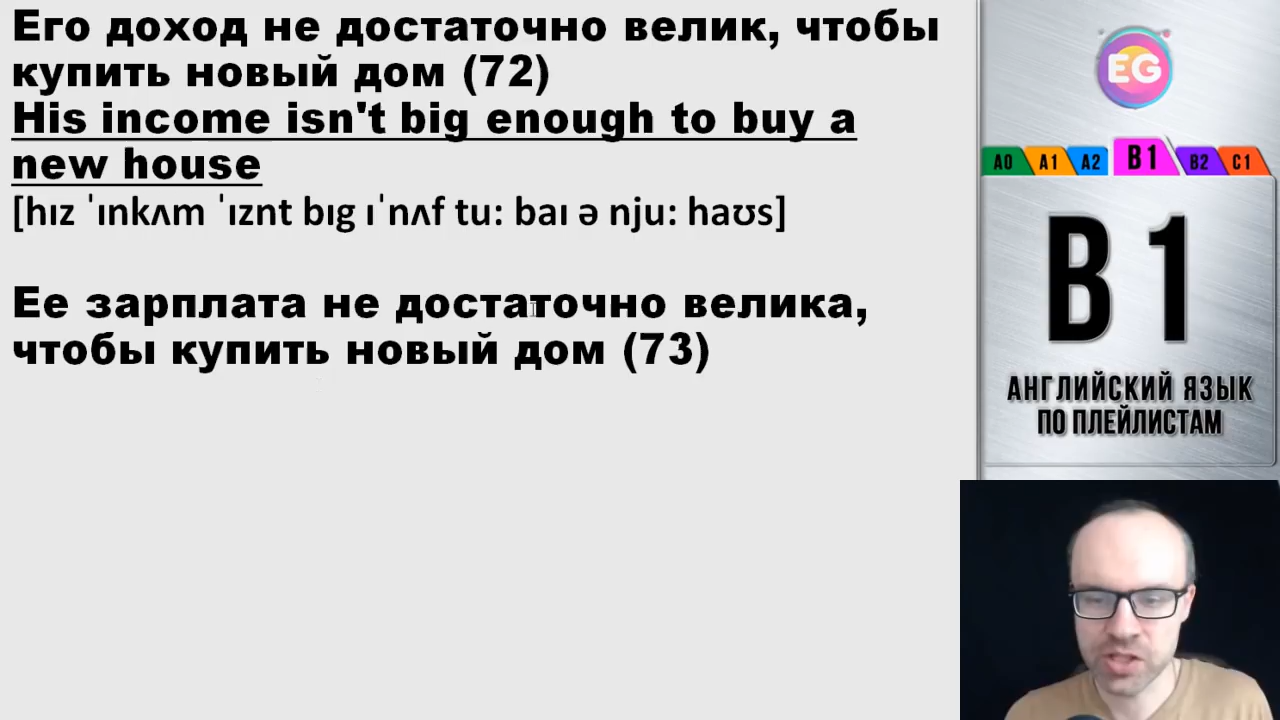 Его доход не достаточно велик, чтобы
купить новый дом (72)
His income isn't big enough to buy a
new house
[hɪz ˈɪnkʌm ˈɪznt bɪg ɪˈnʌf tu: baɪ ə nju: haʊs]
Ее зарплата не достаточно велика,
чтобы купить новый дом (73)
EG
A0 A1 A2 B1 B2 C1
B1
АНГЛИЙСКИЙ ЯЗЫК
ПО ПЛЕЙЛИСТАМ